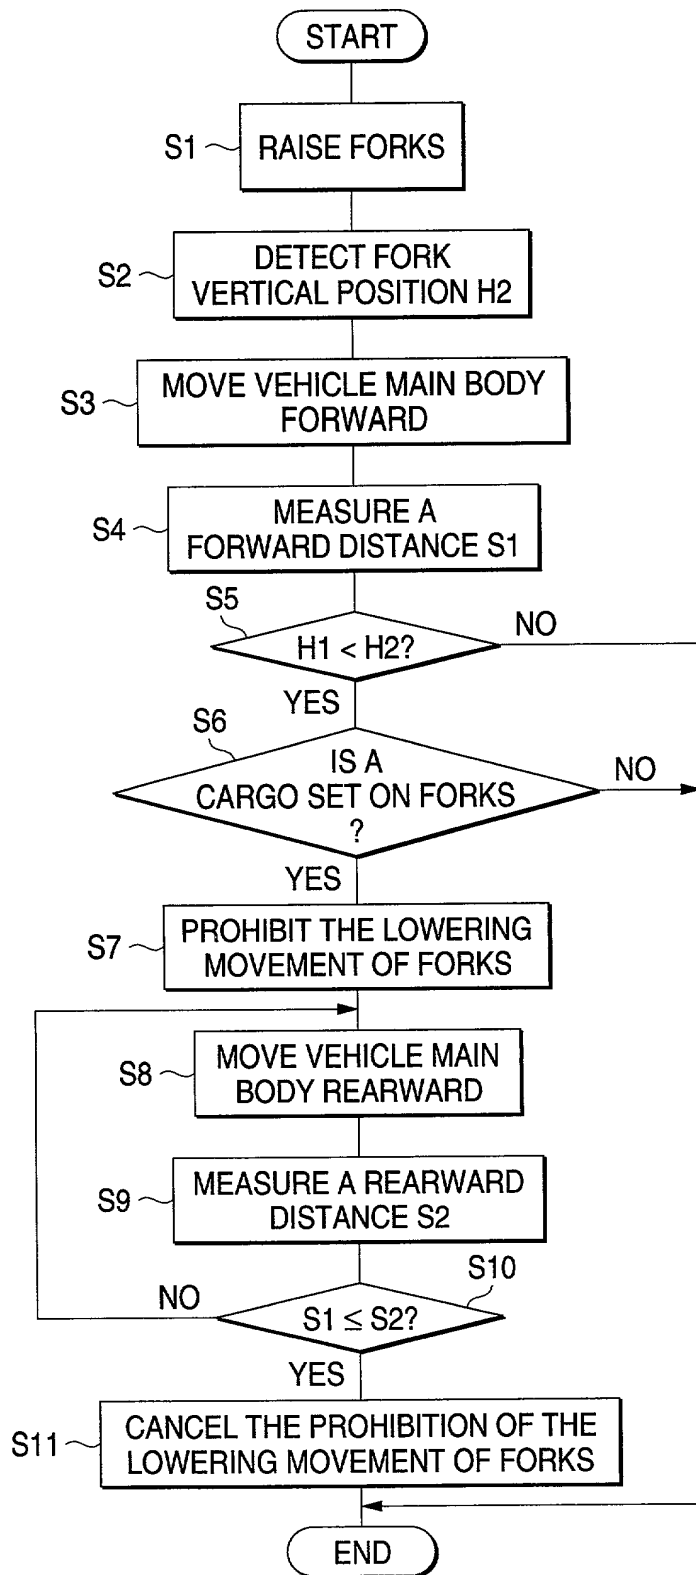 START
S1
RAISE FORKS
S2
DETECT FORK
VERTICAL POSITION H2
S3
MOVE VEHICLE MAIN BODY
FORWARD
S4
MEASURE A
FORWARD DISTANCE S1
S5
H1 < H2?
NO
YES
S6
IS A
CARGO SET ON FORKS
?
NO
YES
S7
PROHIBIT THE LOWERING
MOVEMENT OF FORKS
S8
MOVE VEHICLE MAIN
BODY REARWARD
S9
MEASURE A REARWARD
DISTANCE S2
S10
S1 ≦ S2?
NO
YES
S11
CANCEL THE PROHIBITION OF THE
LOWERING MOVEMENT OF FORKS
END